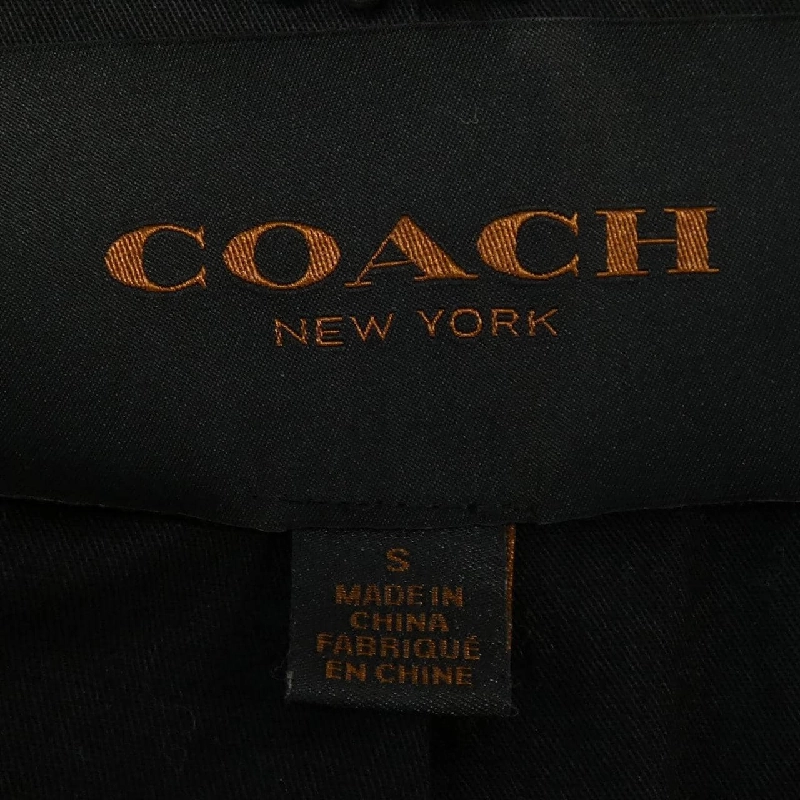 COACH
NEW YORK
S
MADE IN
CHINA
FABRIQUÉ
EN CHINE